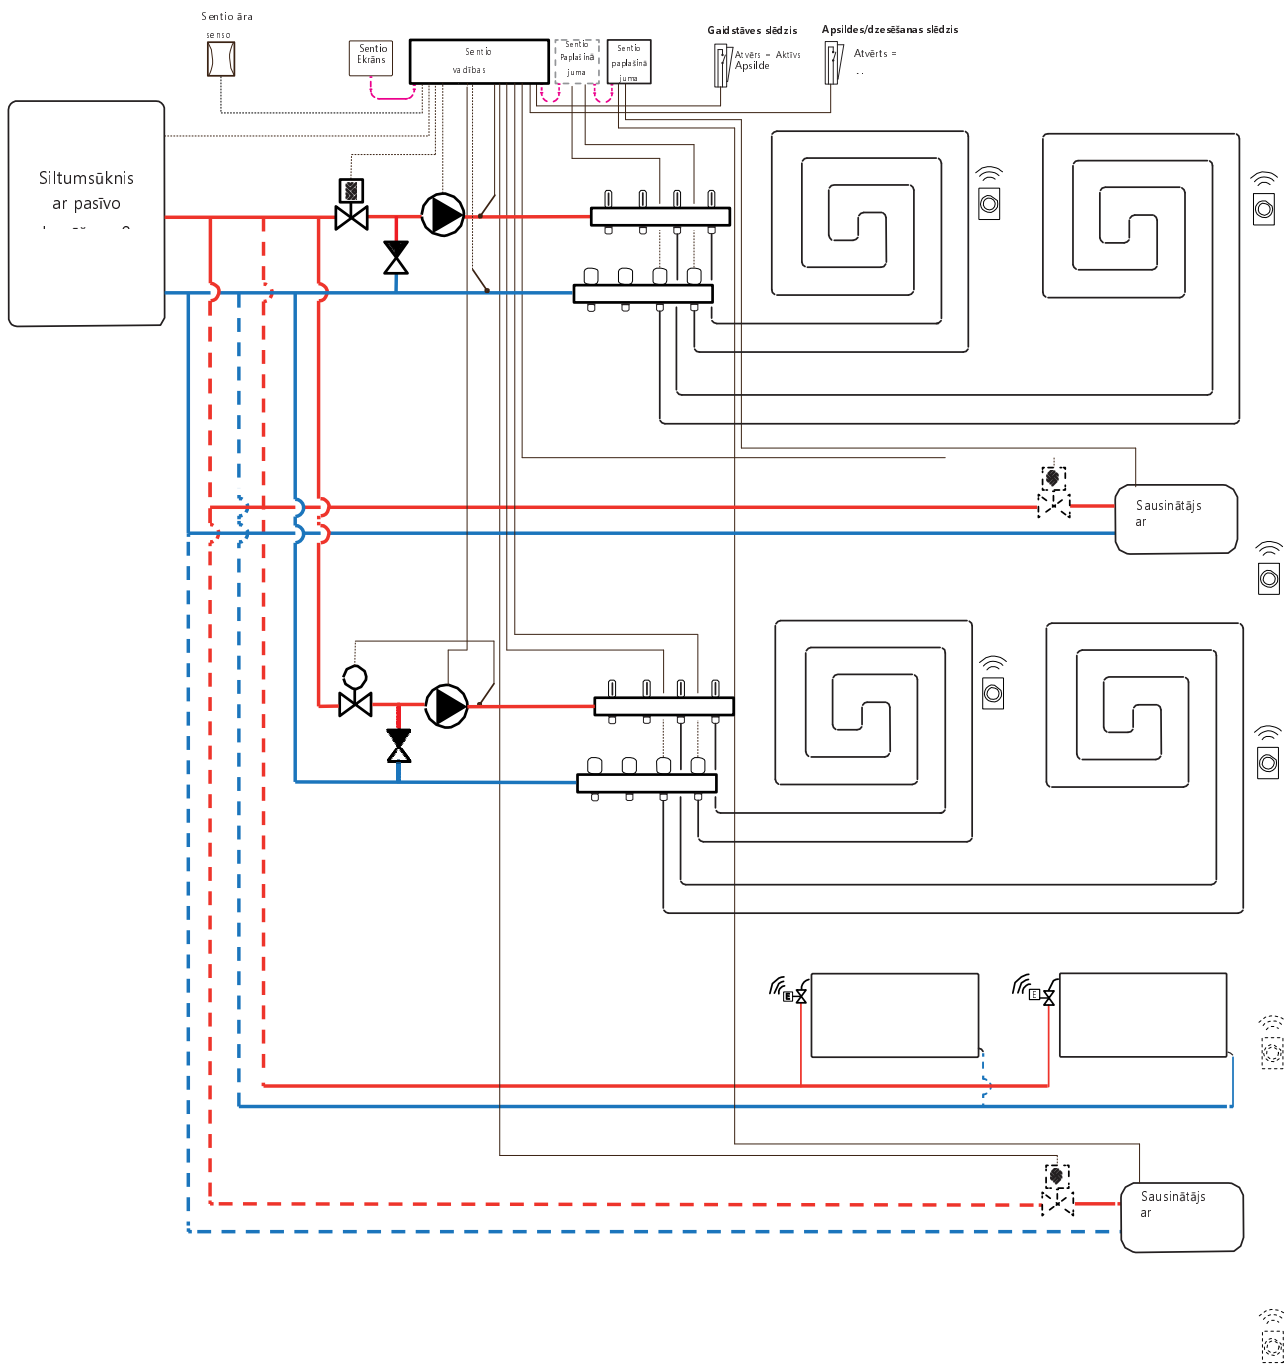 Sentio āra
senso
Sentio
Ekrāns
Sentio
vadības
Sentio
Paplašinā
juma
Sentio
paplašinā
juma
Gaidstāves slēdzis
Atvērs – Aktīvs
Apsilde
Apsildes/dzesēšanas slēdzis
Atvērts =
Siltumsūknis
ar pasīvo
Sausinātājs
ar
E
E
Sausinātājs
ar